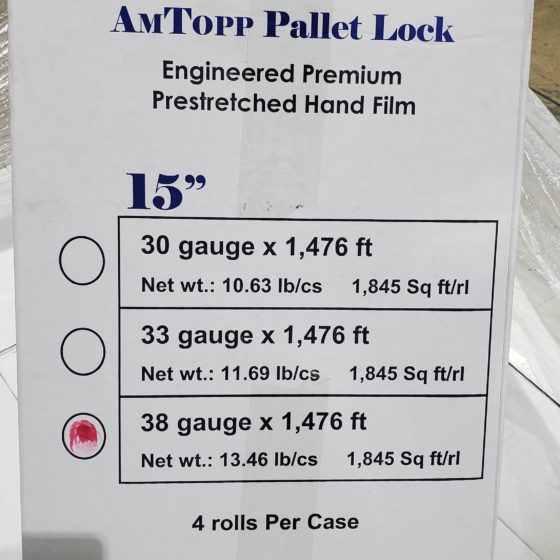 AMTOPP PALLET LOCK
Engineered Premium
Prestretched Hand Film
15”
30 gauge x 1,476 ft
Net wt.: 10.63 lb/cs 1,845 Sq ft/rl
33 gauge x 1,476 ft
Net wt.: 11.69 lb/cs 1,845 Sq ft/rl
38 gauge x 1,476 ft
Net wt.: 13.46 lb/cs 1,845 Sq ft/rl
4 rolls Per Case